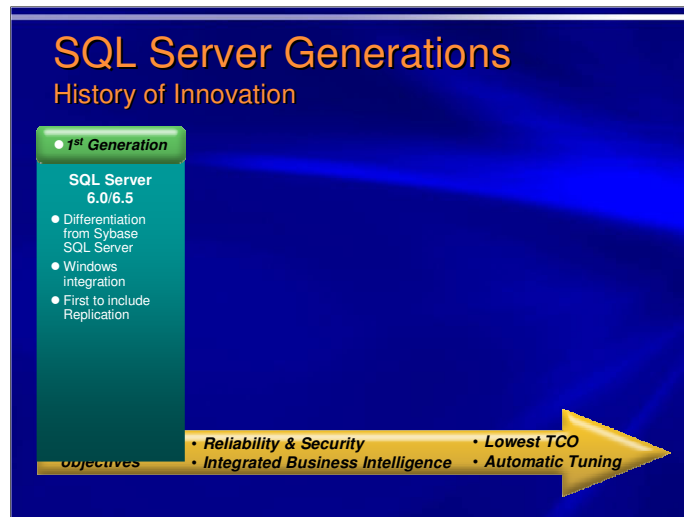 SQL Server Generations
History of Innovation
● 1st Generation
SQL Server
6.0/6.5
● Differentiation
from Sybase
SQL Server
● Windows
integration
● First to include
Replication
• Reliability & Security
• Lowest TCO
objectives
• Integrated Business Intelligence
• Automatic Tuning